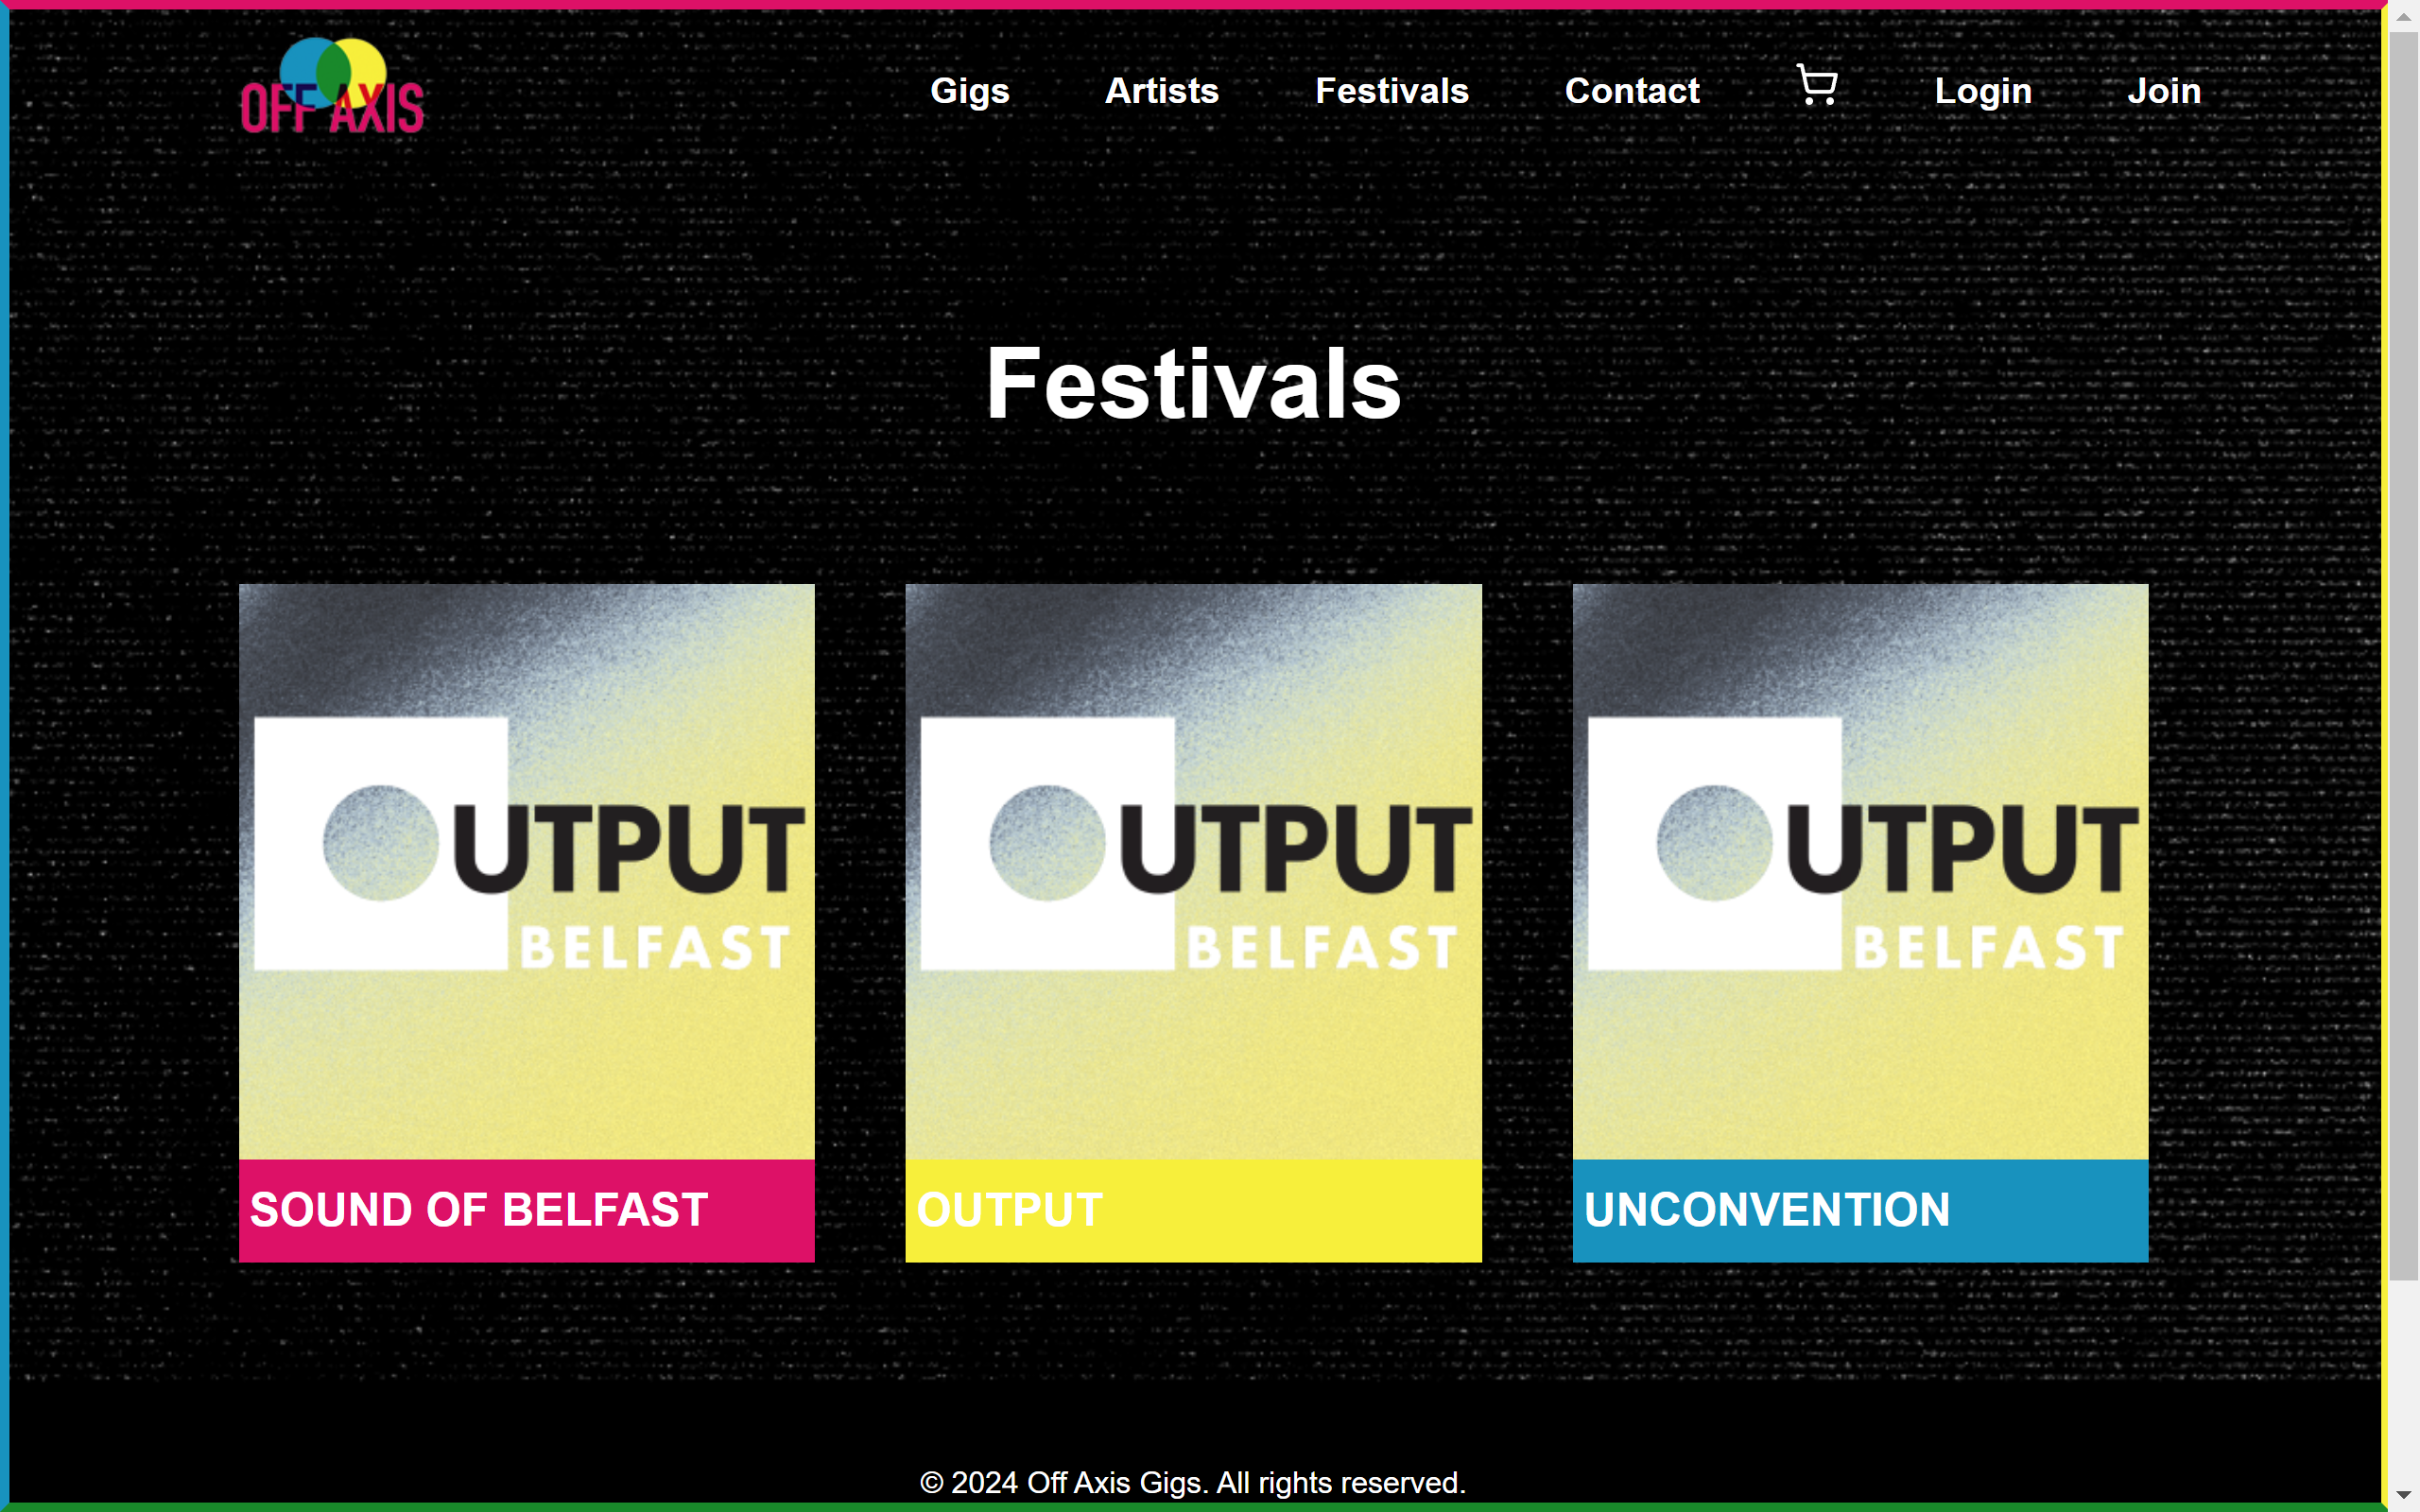 OFF AXIS
Gigs Artists Festivals Contact Login Join
Festivals
OUTPUT
BELFAST
SOUND OF BELFAST
OUTPUT
BELFAST
OUTPUT
OUTPUT
BELFAST
UNCONVENTION
© 2024 Off Axis Gigs. All rights reserved.